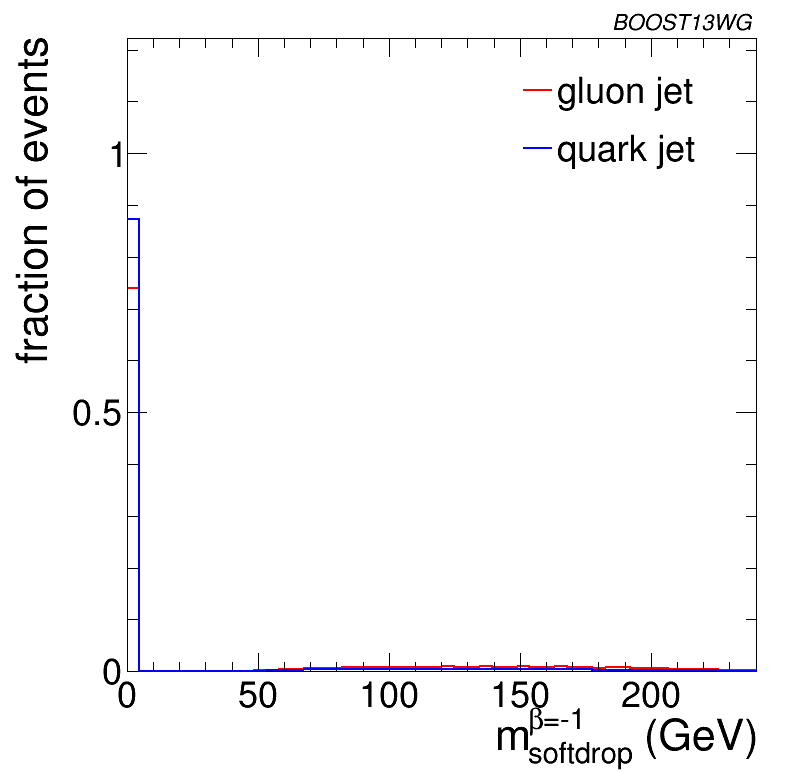 BOOST13WG
fraction of events
gluon jet
quark jet
1
0.5
0
0 50 100 150 200
m^{β=-1}_{softdrop} (GeV)